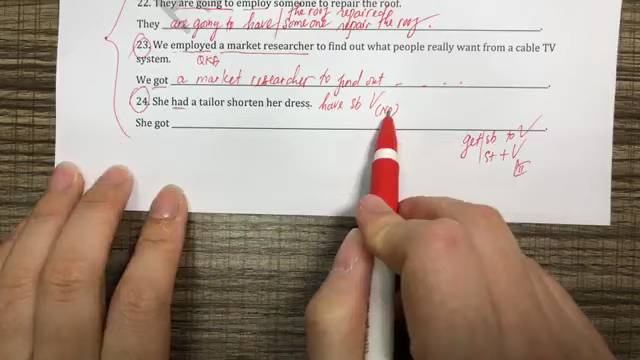 22. They are going to employ someone to repair the roof.
the roof repaired
They are going to have someone repair the roof.
23. We employed a market researcher to find out what people really want from a cable TV
system. QKĐ
We got a market researcher to find out . . . .
24. She had a tailor shorten her dress. have sb V(No)
She got
get sb to V
st + V
III